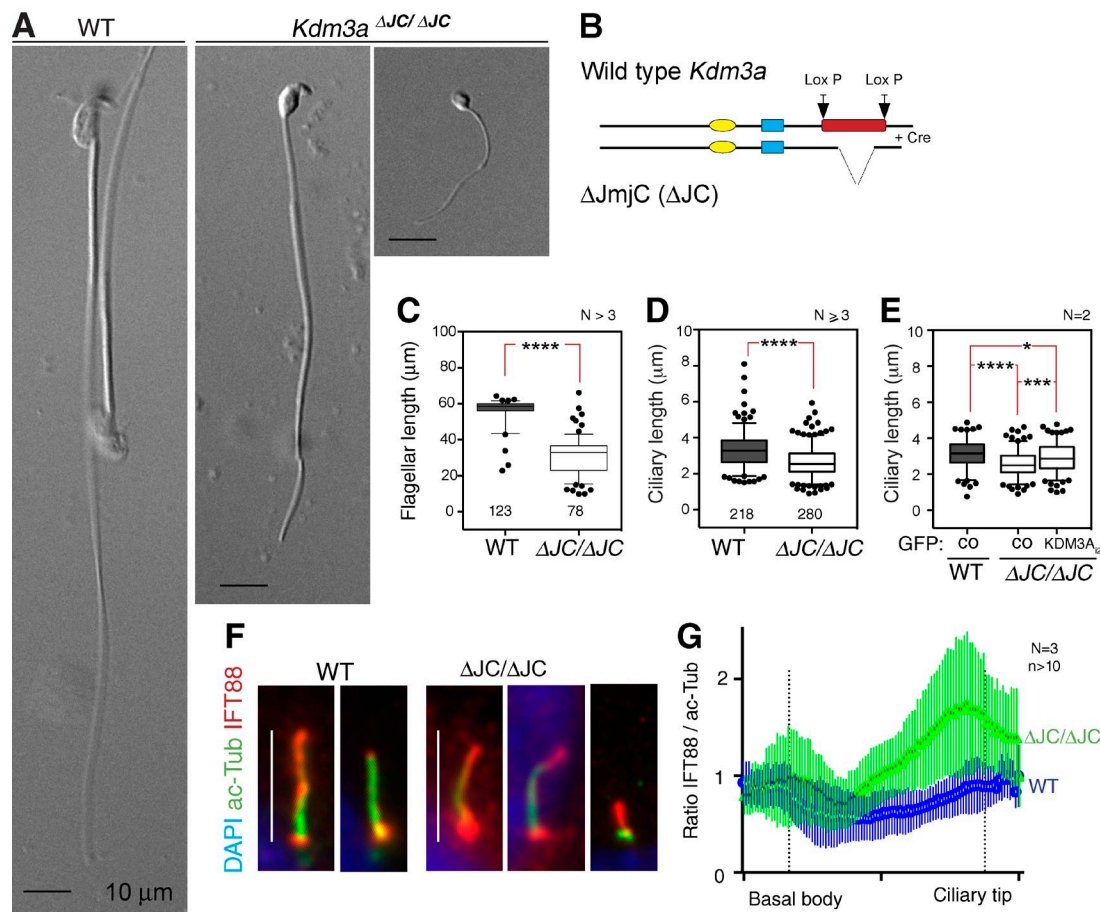 A
WT
Kdm3a ΔJC/ ΔJC
10 μm
B
Wild type Kdm3a
Lox P Lox P
+ Cre
ΔJmjC (ΔJC)
C
N > 3
Flagellar length (μm)
100
80
60
40
20
0
****
123 78
WT ΔJC/ΔJC
D
N ⩾ 3
Ciliary length (μm)
10
8
6
4
2
0
****
218 280
WT ΔJC/ΔJC
E
N=2
Ciliary length (μm)
10
8
6
4
2
0
*
**** ***
GFP: co co KDM3A
WT ΔJC/ΔJC
F
WT ΔJC/ΔJC
DAPI ac-Tub IFT88
G
N=3
n>10
Ratio IFT88 / ac-Tub
2
1
0
ΔJC/ΔJC
WT
Basal body Ciliary tip